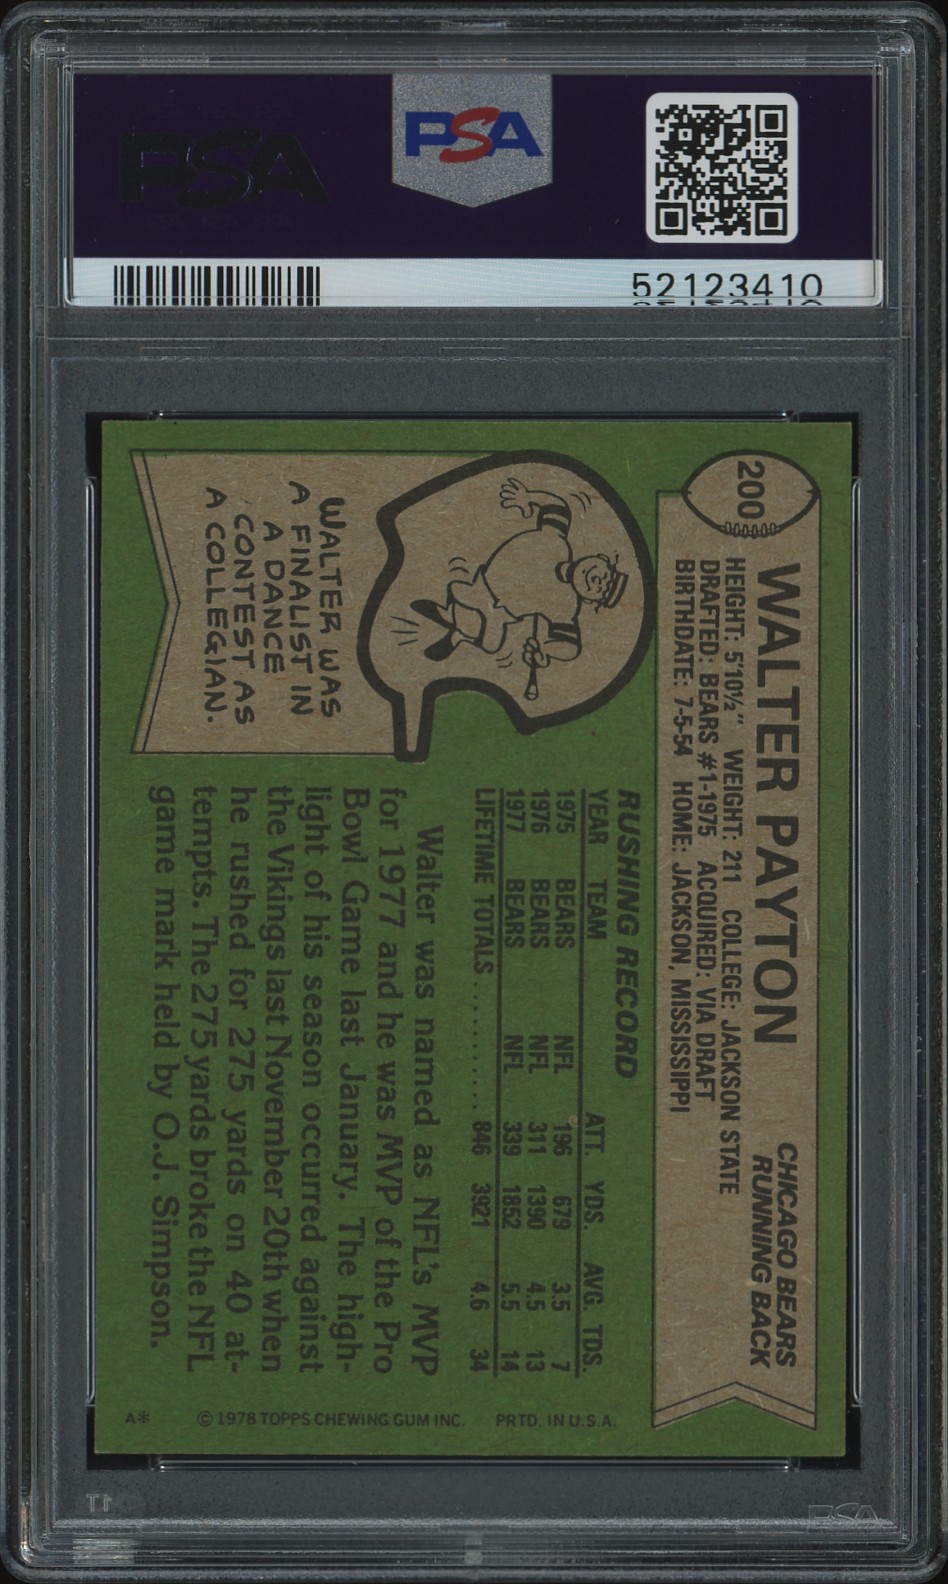 PSA
PSA
52123410
200
WALTER PAYTON
CHICAGO BEARS
RUNNING BACK
HEIGHT: 5'10½" WEIGHT: 211 COLLEGE: JACKSON STATE
DRAFTED: BEARS #1-1975 ACQUIRED: VIA DRAFT
BIRTHDATE: 7-5-54 HOME: JACKSON, MISSISSIPPI
RUSHING RECORD
YEAR TEAM ATT. YDS. AVG. TDS.
1975 BEARS NFL 196 679 3.5 7
1976 BEARS NFL 311 1390 4.5 13
1977 BEARS NFL 339 1852 5.5 14
LIFETIME TOTALS.......... 846 3921 4.6 34
Walter was named as NFL's MVP
for 1977 and he was MVP of the Pro
Bowl Game last January. The high-
light of his season occurred against
the Vikings last November 20th when
he rushed for 275 yards on 40 at-
tempts. The 275 yards broke the NFL
game mark held by O.J. Simpson.
WALTER WAS
A FINALIST IN
A DANCE
CONTEST AS
A COLLEGIAN.
A* © 1978 TOPPS CHEWING GUM INC. PRTD. IN U.S.A.
PSA